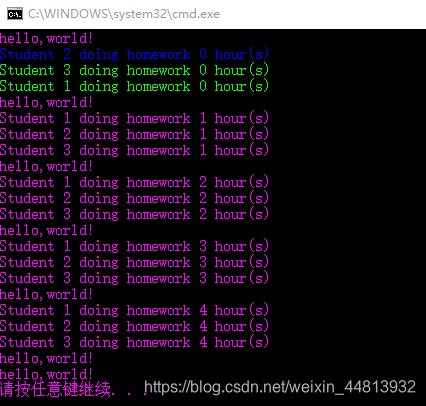 C:\WINDOWS\system32\cmd.exe
hello,world!
Student 2 doing homework 0 hour(s)
Student 3 doing homework 0 hour(s)
Student 1 doing homework 0 hour(s)
hello,world!
Student 1 doing homework 1 hour(s)
Student 2 doing homework 1 hour(s)
Student 3 doing homework 1 hour(s)
hello,world!
Student 1 doing homework 2 hour(s)
Student 2 doing homework 2 hour(s)
Student 3 doing homework 2 hour(s)
hello,world!
Student 1 doing homework 3 hour(s)
Student 2 doing homework 3 hour(s)
Student 3 doing homework 3 hour(s)
hello,world!
Student 1 doing homework 4 hour(s)
Student 2 doing homework 4 hour(s)
Student 3 doing homework 4 hour(s)
hello,world!
hello,world!
请按任意键继续. . .
https://blog.csdn.net/weixin_44813932